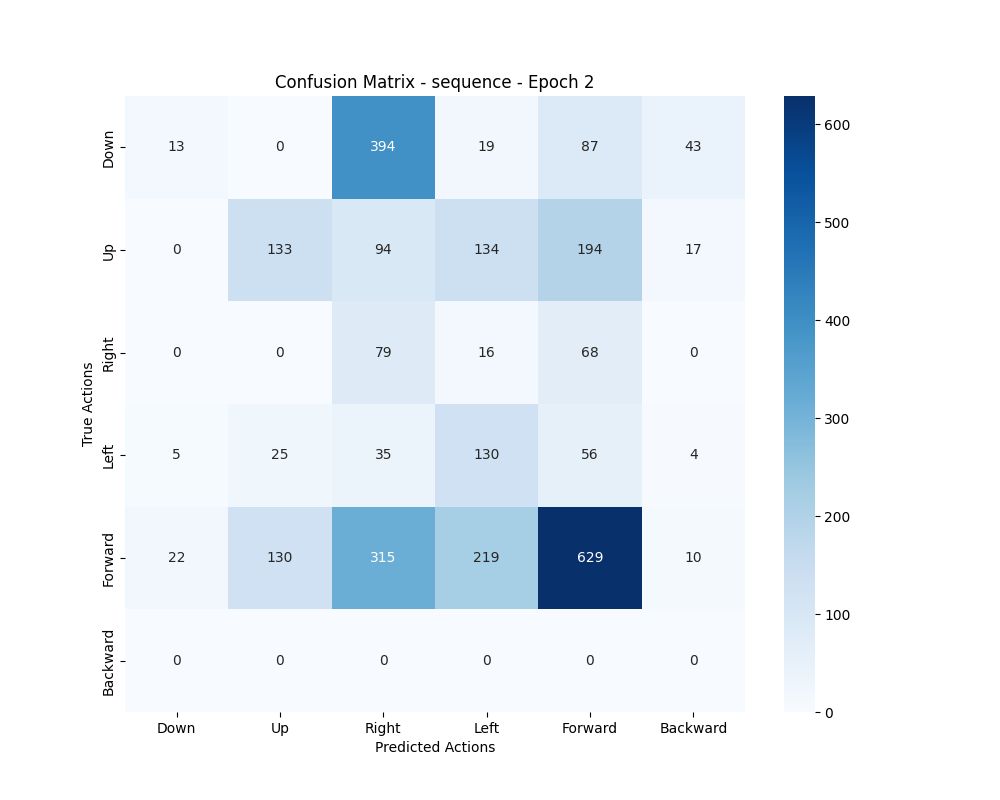 Confusion Matrix - sequence - Epoch 2
True Actions
Down 13 0 394 19 87 43
Up 0 133 94 134 194 17
Right 0 0 79 16 68 0
Left 5 25 35 130 56 4
Forward 22 130 315 219 629 10
Backward 0 0 0 0 0 0
Down Up Right Left Forward Backward
Predicted Actions
600
500
400
300
200
100
0